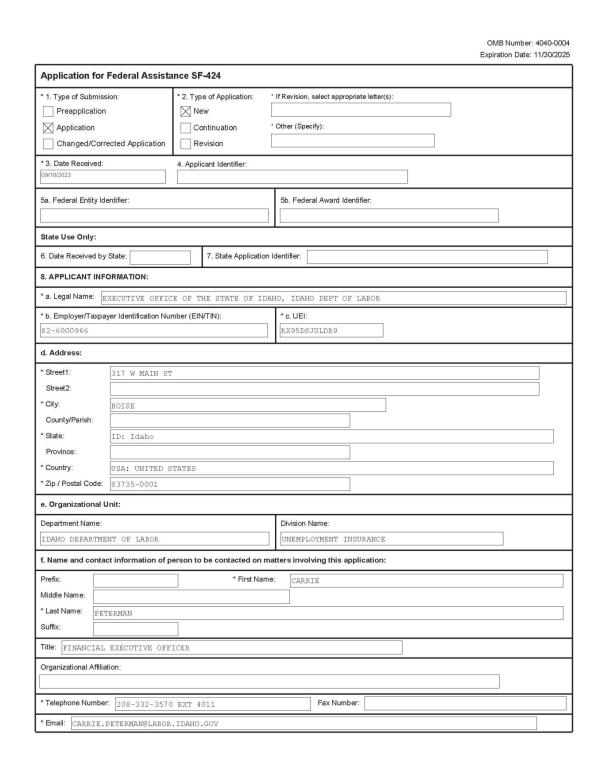 OMB Number: 4040-0004
Expiration Date: 11/30/2025
Application for Federal Assistance SF-424
* 1. Type of Submission:
Preapplication
Application
Changed/Corrected Application
* 2. Type of Application:
New
Continuation
Revision
* If Revision, select appropriate letter(s):
* Other (Specify):
* 3. Date Received:
09/18/2023
4. Applicant Identifier:
5a. Federal Entity Identifier:
5b. Federal Award Identifier:
State Use Only:
6. Date Received by State:
7. State Application Identifier:
8. APPLICANT INFORMATION:
* a. Legal Name: EXECUTIVE OFFICE OF THE STATE OF IDAHO, IDAHO DEPT OF LABOR
* b. Employer/Taxpayer Identification Number (EIN/TIN):
82-6000966
* c. UEI:
RX95DSJULDR9
d. Address:
* Street1: 317 W MAIN ST
Street2:
* City: BOISE
County/Parish:
* State: ID: Idaho
Province:
* Country: USA: UNITED STATES
* Zip / Postal Code: 83735-0001
e. Organizational Unit:
Department Name:
IDAHO DEPARTMENT OF LABOR
Division Name:
UNEMPLOYMENT INSURANCE
f. Name and contact information of person to be contacted on matters involving this application:
Prefix:
* First Name: CARRIE
Middle Name:
* Last Name: PETERMAN
Suffix:
Title: FINANCIAL EXECUTIVE OFFICER
Organizational Affiliation:
* Telephone Number: 208-332-3570 EXT 4011
Fax Number:
* Email: CARRIE.PETERMAN@LABOR.IDAHO.GOV